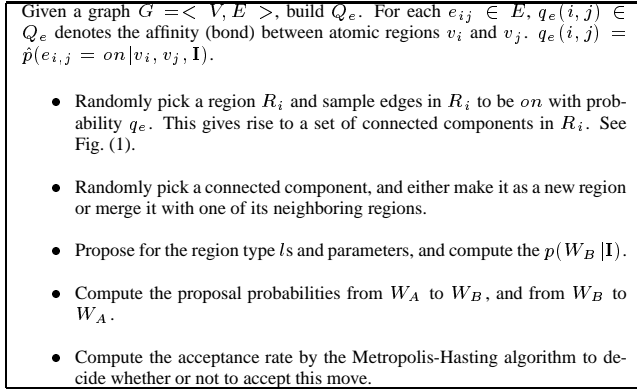 Given a graph G =< V, E >, build Q_e. For each e_{ij} ∈ E, q_e(i, j) ∈
Q_e denotes the affinity (bond) between atomic regions v_i and v_j. q_e(i, j) =
p̂(e_{i,j} = on|v_i, v_j, I).
• Randomly pick a region R_i and sample edges in R_i to be on with prob-
ability q_e. This gives rise to a set of connected components in R_i. See
Fig. (1).
• Randomly pick a connected component, and either make it as a new region
or merge it with one of its neighboring regions.
• Propose for the region type ls and parameters, and compute the p(W_B|I).
• Compute the proposal probabilities from W_A to W_B, and from W_B to
W_A.
• Compute the acceptance rate by the Metropolis-Hasting algorithm to de-
cide whether or not to accept this move.